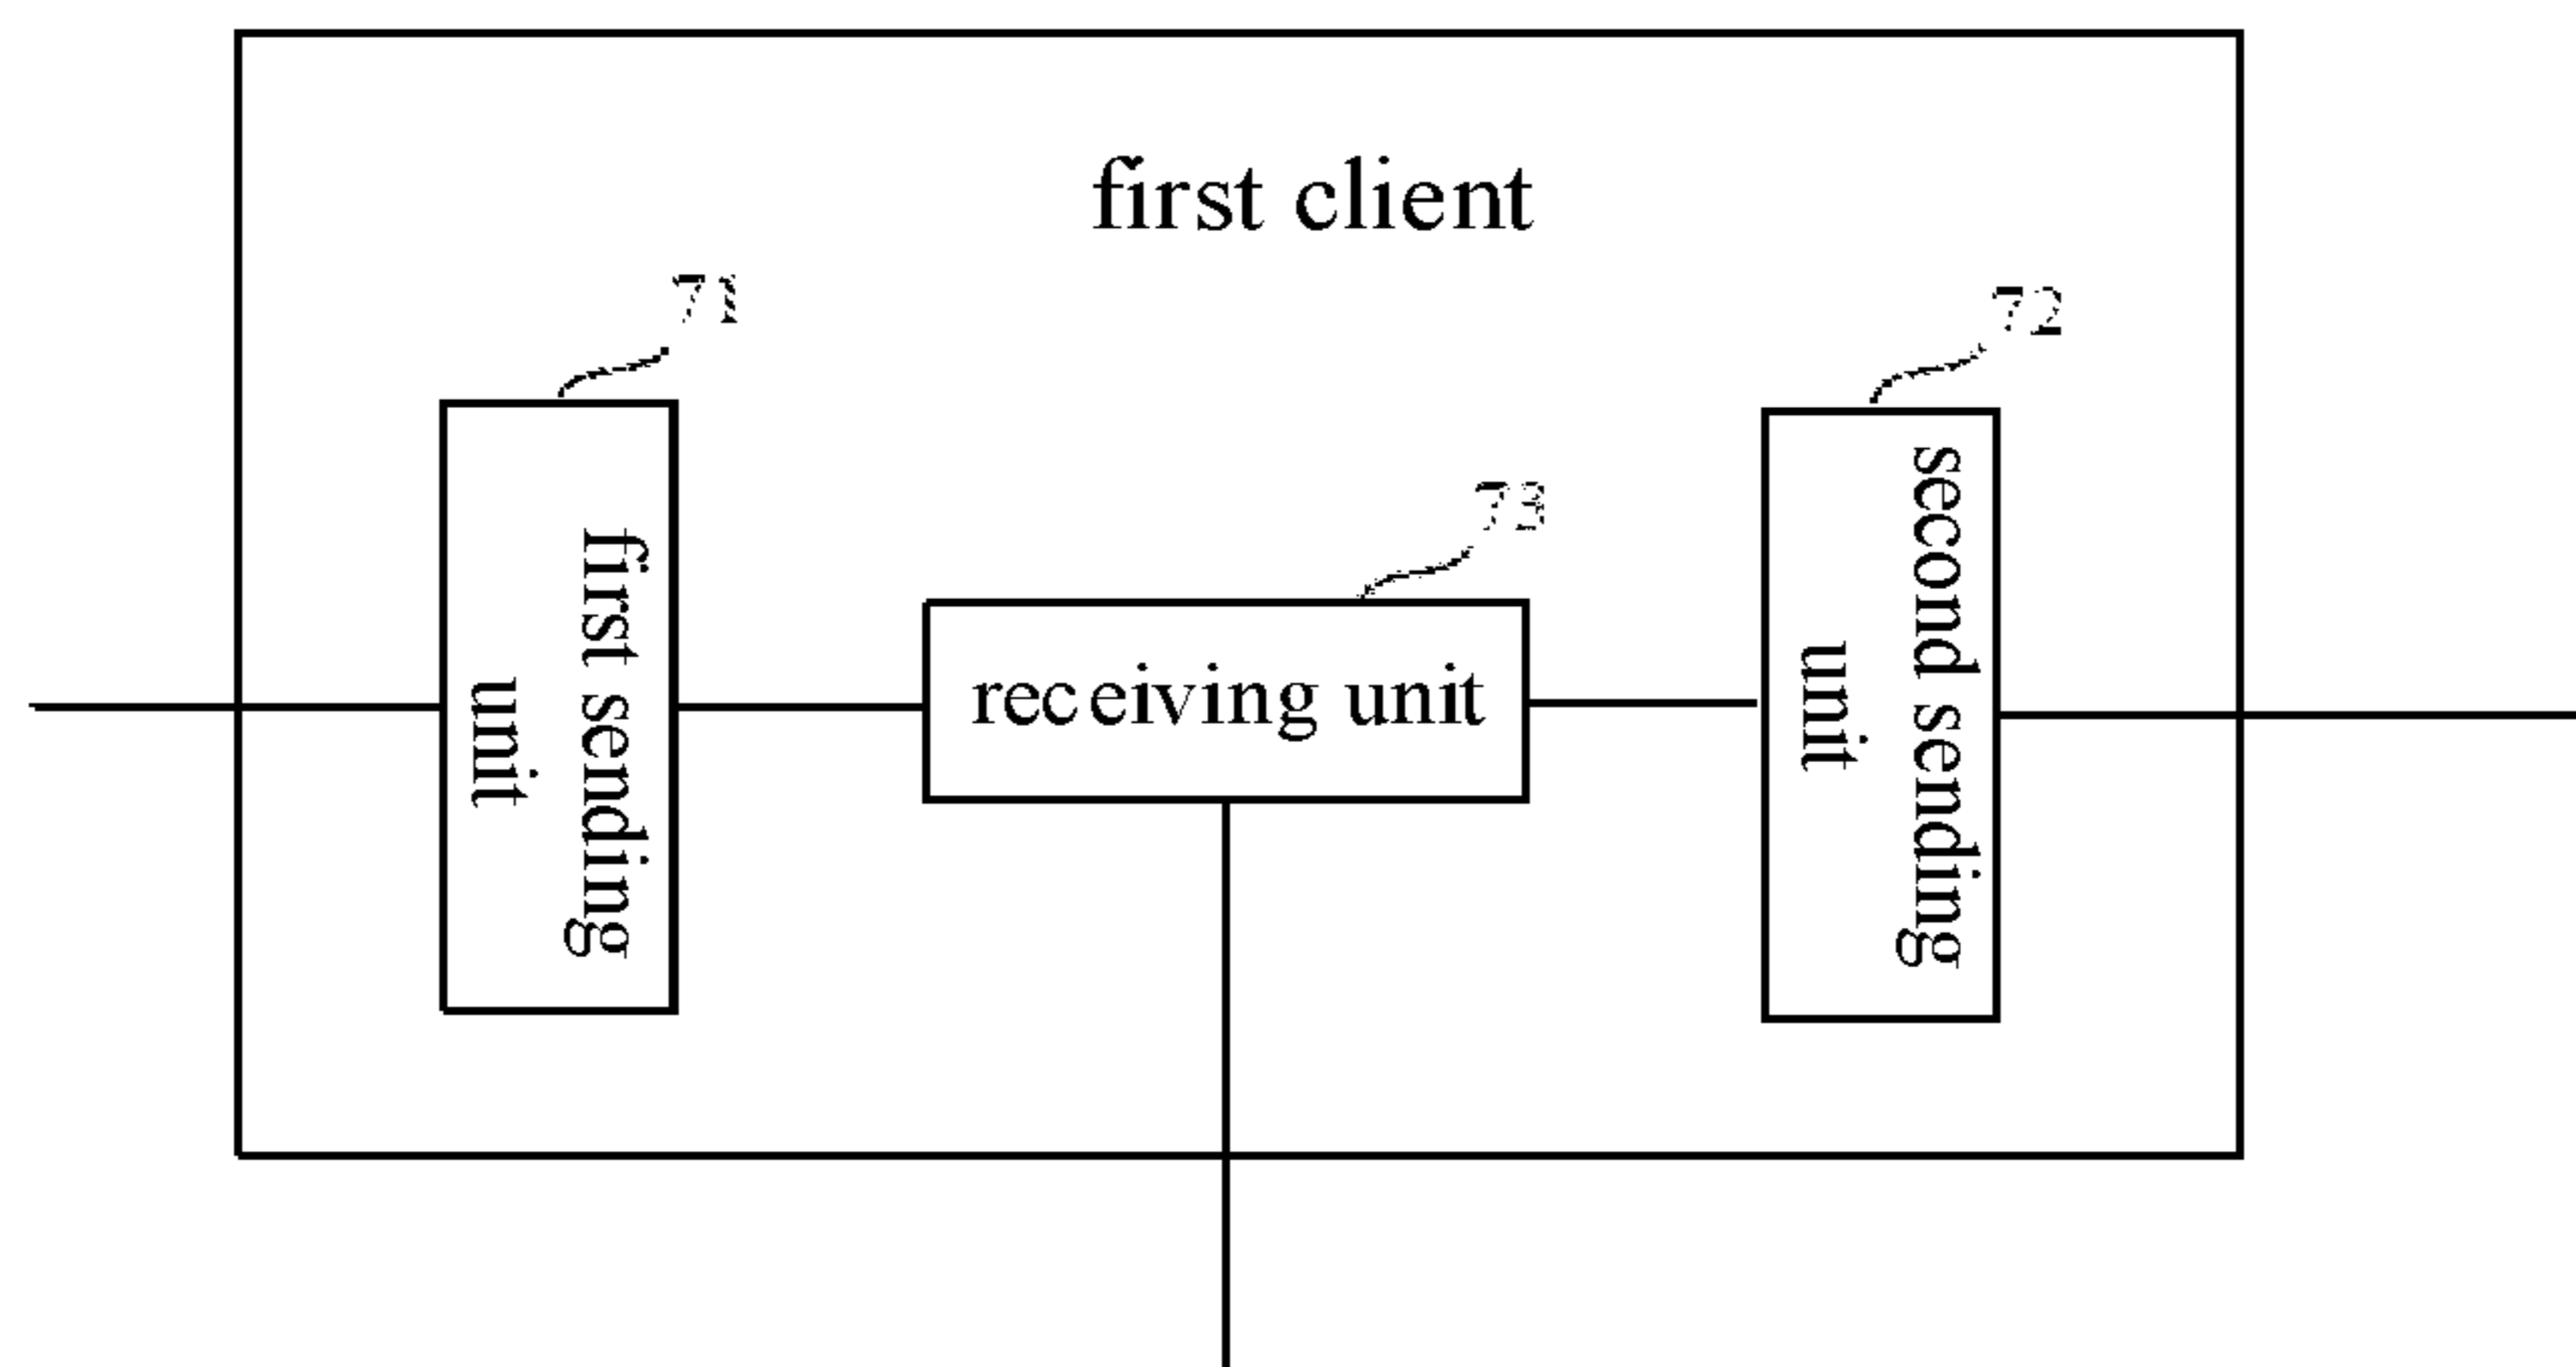 first client
71
72
73
first sending
unit
receiving unit
second sending
unit